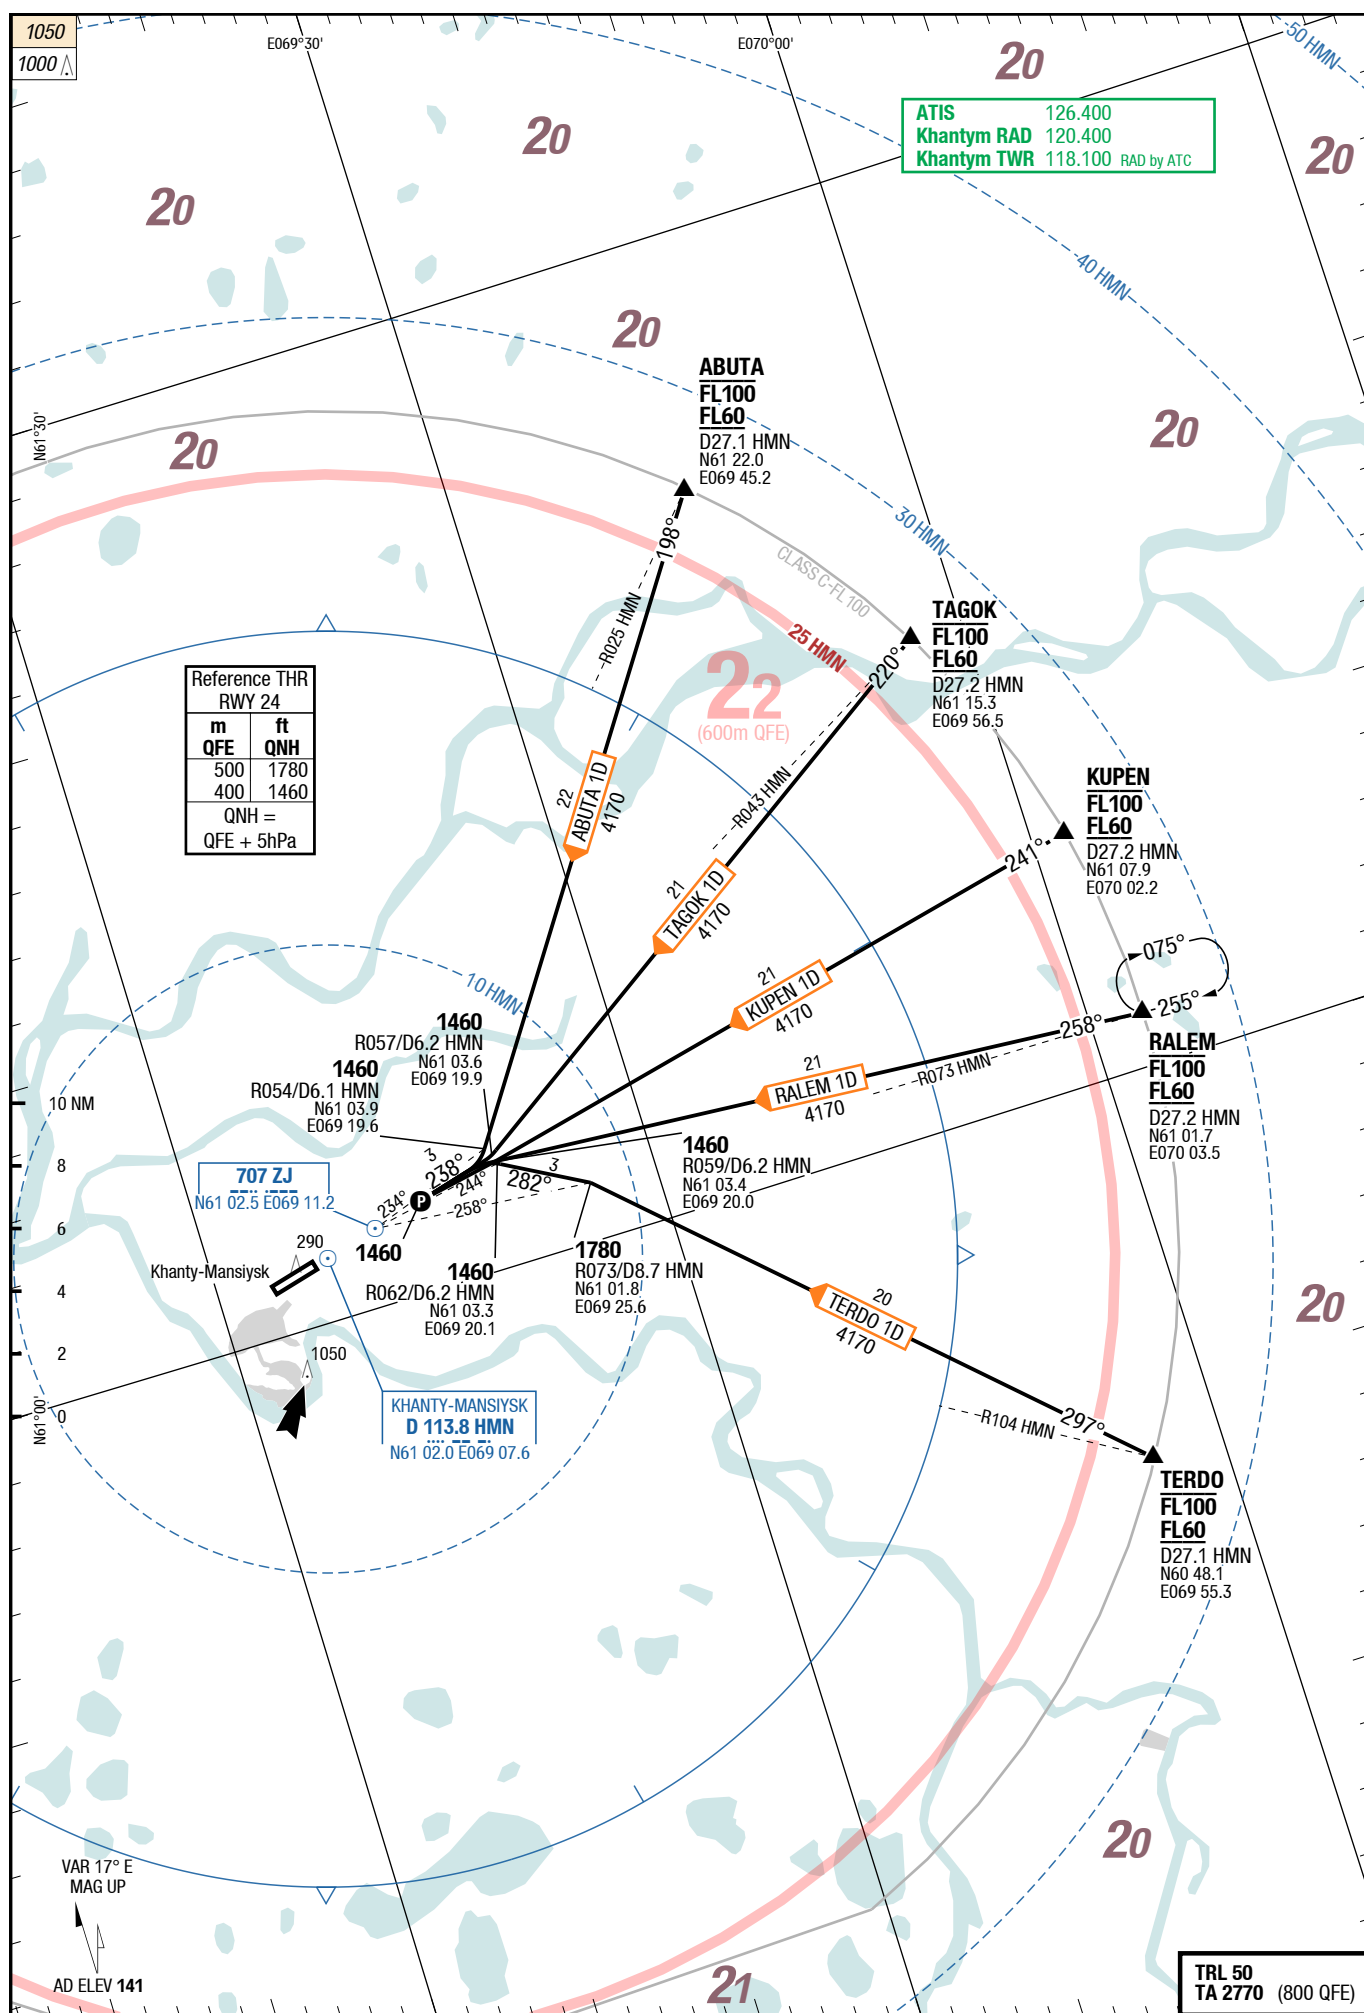 1050
1000
E069°30'
E070°00'
50 HMN
20
20
20
20
ATIS 126.400
Khantym RAD 120.400
Khantym TWR 118.100 RAD by ATC
40 HMN
20
20
20
N61°30'
ABUTA
FL100
FL60
D27.1 HMN
N61 22.0
E069 45.2
198°
R025 HMN
CLASS C-FL100
30 HMN
25 HMN
22
(600m QFE)
TAGOK
FL100
FL60
D27.2 HMN
N61 15.3
E069 56.5
220°
R043 HMN
Reference THR
RWY 24
m ft
QFE QNH
500 1780
400 1460
QNH =
QFE + 5hPa
22
ABUTA 1D
4170
21
TAGOK 1D
4170
KUPEN
FL100
FL60
D27.2 HMN
N61 07.9
E070 02.2
241°
21
KUPEN 1D
4170
075°
255°
258°
R073 HMN
RALEM
FL100
FL60
D27.2 HMN
N61 01.7
E070 03.5
21
RALEM 1D
4170
10 HMN
1460
R057/D6.2 HMN
N61 03.6
E069 19.9
1460
R054/D6.1 HMN
N61 03.9
E069 19.6
10 NM
8
6
4
2
0
3
238°
244°
234°
258°
282°
3
P
1460
1460
R059/D6.2 HMN
N61 03.4
E069 20.0
707 ZJ
N61 02.5 E069 11.2
290
Khanty-Mansiysk
1460
R062/D6.2 HMN
N61 03.3
E069 20.1
1780
R073/D8.7 HMN
N61 01.8
E069 25.6
20
TERDO 1D
4170
20
1050
KHANTY-MANSIYSK
D 113.8 HMN
N61 02.0 E069 07.6
N61°00'
R104 HMN
297°
TERDO
FL100
FL60
D27.1 HMN
N60 48.1
E069 55.3
20
VAR 17° E
MAG UP
AD ELEV 141
21
TRL 50
TA 2770 (800 QFE)